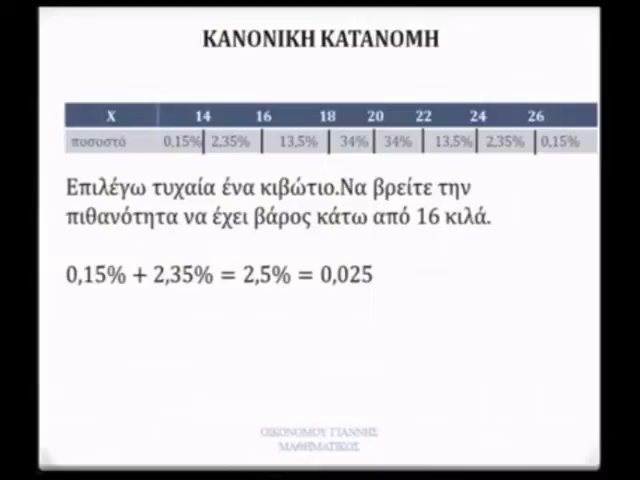 ΚΑΝΟΝΙΚΗ ΚΑΤΑΝΟΜΗ
Χ 14 16 18 20 22 24 26
ποσοστό 0,15% 2,35% 13,5% 34% 34% 13,5% 2,35% 0,15%
Επιλέγω τυχαία ένα κιβώτιο.Να βρείτε την
πιθανότητα να έχει βάρος κάτω από 16 κιλά.
0,15% + 2,35% = 2,5% = 0,025
ΟΙΚΟΝΟΜΟΥ ΓΙΑΝΝΗΣ
ΜΑΘΗΜΑΤΙΚΟΣ